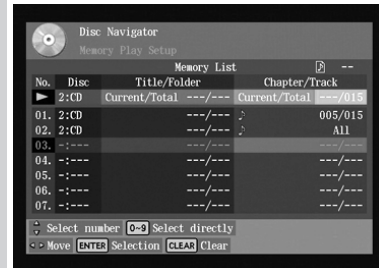 Disc Navigator
Memory Play Setup
Memory List --
No. Disc Title/Folder Chapter/Track
2:CD Current/Total ---/--- Current/Total ---/015
01. 2:CD ---/--- 005/015
02. 2:CD ---/--- All
03. -:--- ---/--- ---/---
04. -:--- ---/--- ---/---
05. -:--- ---/--- ---/---
06. -:--- ---/--- ---/---
07. -:--- ---/--- ---/---
Select number 0~9 Select directly
Move ENTER Selection CLEAR Clear